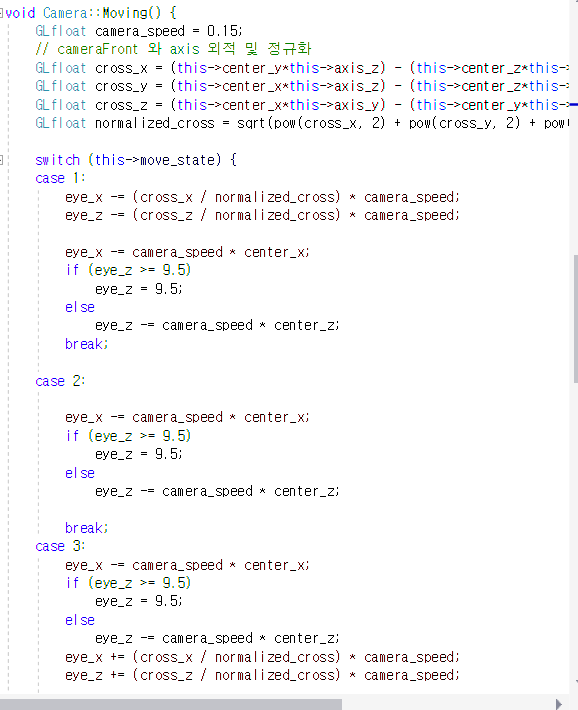 void Camera::Moving() {
GLfloat camera_speed = 0.15;
// cameraFront 와 axis 외적 및 정규화
GLfloat cross_x = (this->center_y*this->axis_z) - (this->center_z*this->
GLfloat cross_y = (this->center_x*this->axis_z) - (this->center_z*this->
GLfloat cross_z = (this->center_x*this->axis_y) - (this->center_y*this->
GLfloat normalized_cross = sqrt(pow(cross_x, 2) + pow(cross_y, 2) + pow(
switch (this->move_state) {
case 1:
eye_x -= (cross_x / normalized_cross) * camera_speed;
eye_z -= (cross_z / normalized_cross) * camera_speed;
eye_x -= camera_speed * center_x;
if (eye_z >= 9.5)
eye_z = 9.5;
else
eye_z -= camera_speed * center_z;
break;
case 2:
eye_x -= camera_speed * center_x;
if (eye_z >= 9.5)
eye_z = 9.5;
else
eye_z -= camera_speed * center_z;
break;
case 3:
eye_x -= camera_speed * center_x;
if (eye_z >= 9.5)
eye_z = 9.5;
else
eye_z -= camera_speed * center_z;
eye_x += (cross_x / normalized_cross) * camera_speed;
eye_z += (cross_z / normalized_cross) * camera_speed;